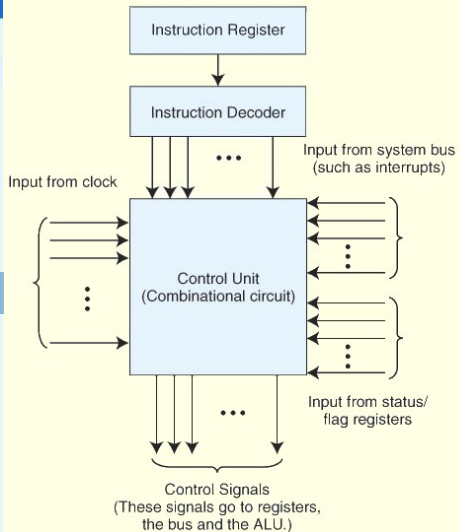 Instruction Register
Instruction Decoder
Input from system bus
(such as interrupts)
Input from clock
Control Unit
(Combinational circuit)
Input from status/
flag registers
Control Signals
(These signals go to registers,
the bus and the ALU.)